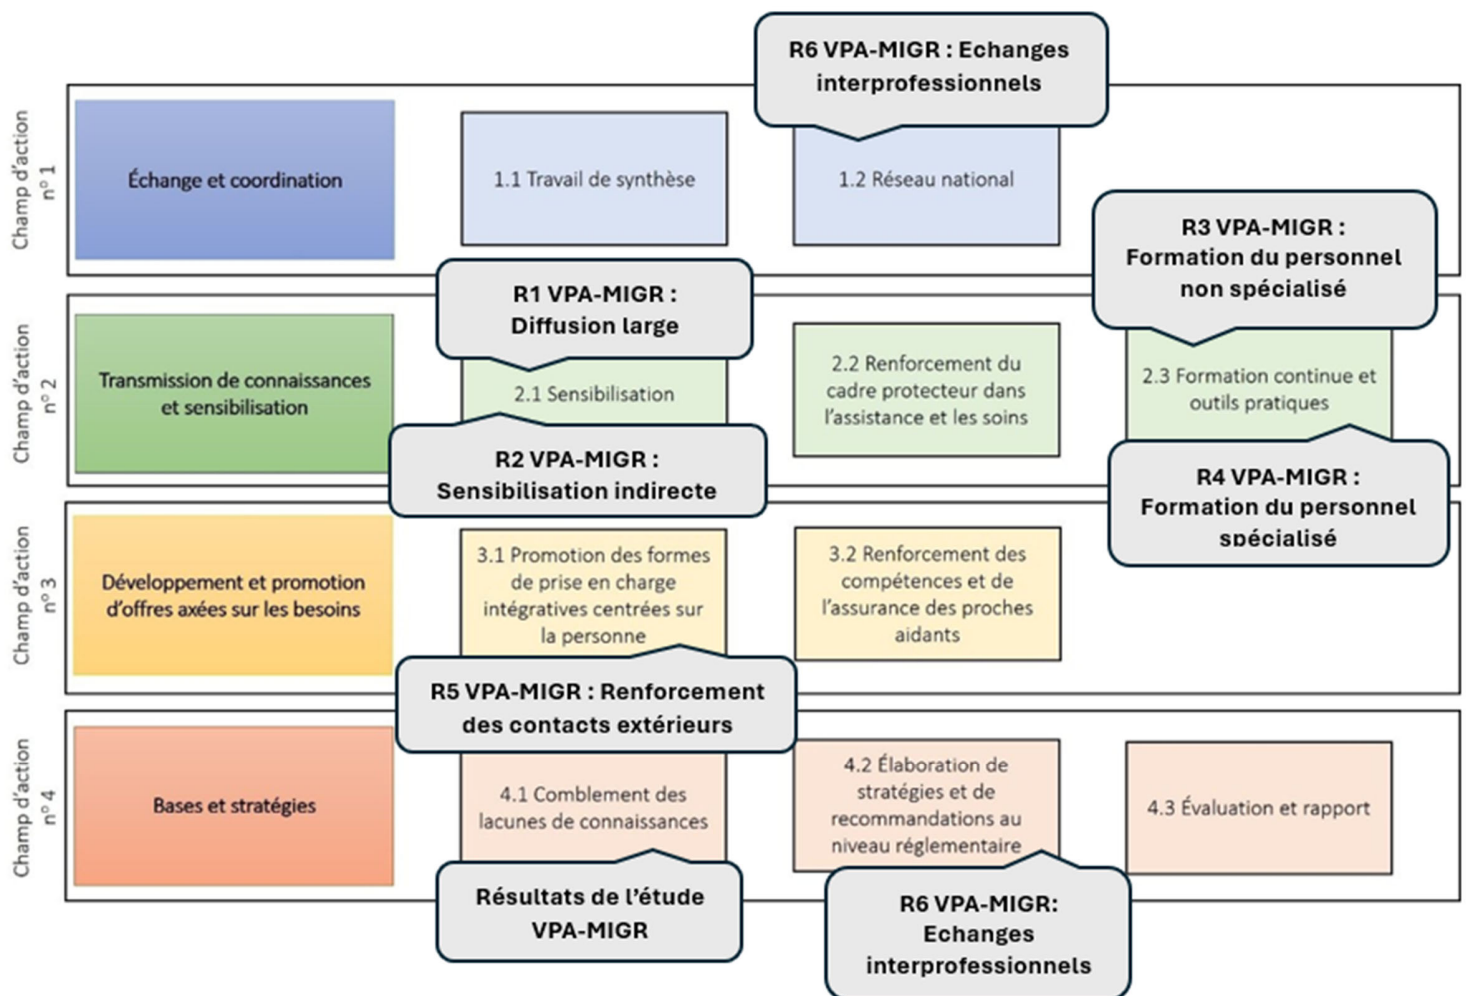 R6 VPA-MIGR : Echanges
interprofessionnels
Champ d'action
n° 1
Échange et coordination
1.1 Travail de synthèse
1.2 Réseau national
R3 VPA-MIGR :
Formation du personnel
non spécialisé
R1 VPA-MIGR :
Diffusion large
Champ d'action
n° 2
Transmission de connaissances
et sensibilisation
2.1 Sensibilisation
2.2 Renforcement du
cadre protecteur dans
l'assistance et les soins
2.3 Formation continue et
outils pratiques
R2 VPA-MIGR :
Sensibilisation indirecte
R4 VPA-MIGR :
Formation du personnel
spécialisé
Champ d'action
n° 3
Développement et promotion
d'offres axées sur les besoins
3.1 Promotion des formes
de prise en charge
intégratives centrées sur
la personne
3.2 Renforcement des
compétences et de
l'assurance des proches
aidants
R5 VPA-MIGR : Renforcement
des contacts extérieurs
Champ d'action
n° 4
Bases et stratégies
4.1 Comblement des
lacunes de connaissances
4.2 Élaboration de
stratégies et de
recommandations au
niveau réglementaire
4.3 Évaluation et rapport
Résultats de l'étude
VPA-MIGR
R6 VPA-MIGR:
Echanges
interprofessionnels